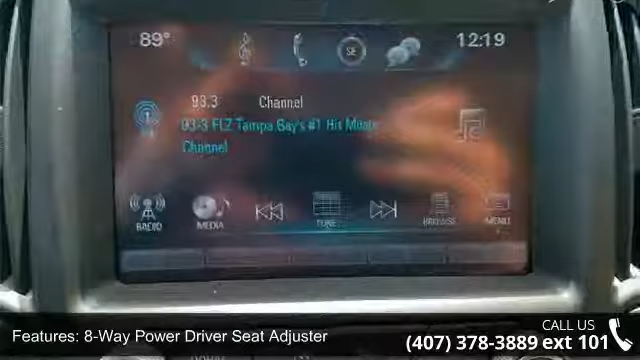 89° SE 12:19
93.3 Channel
93-3 FLZ Tampa Bay's #1 Hit Music
Channel
RADIO MEDIA TUNE BROWSE MENU
Features: 8-Way Power Driver Seat Adjuster
CALL US
(407) 378-3889 ext 101